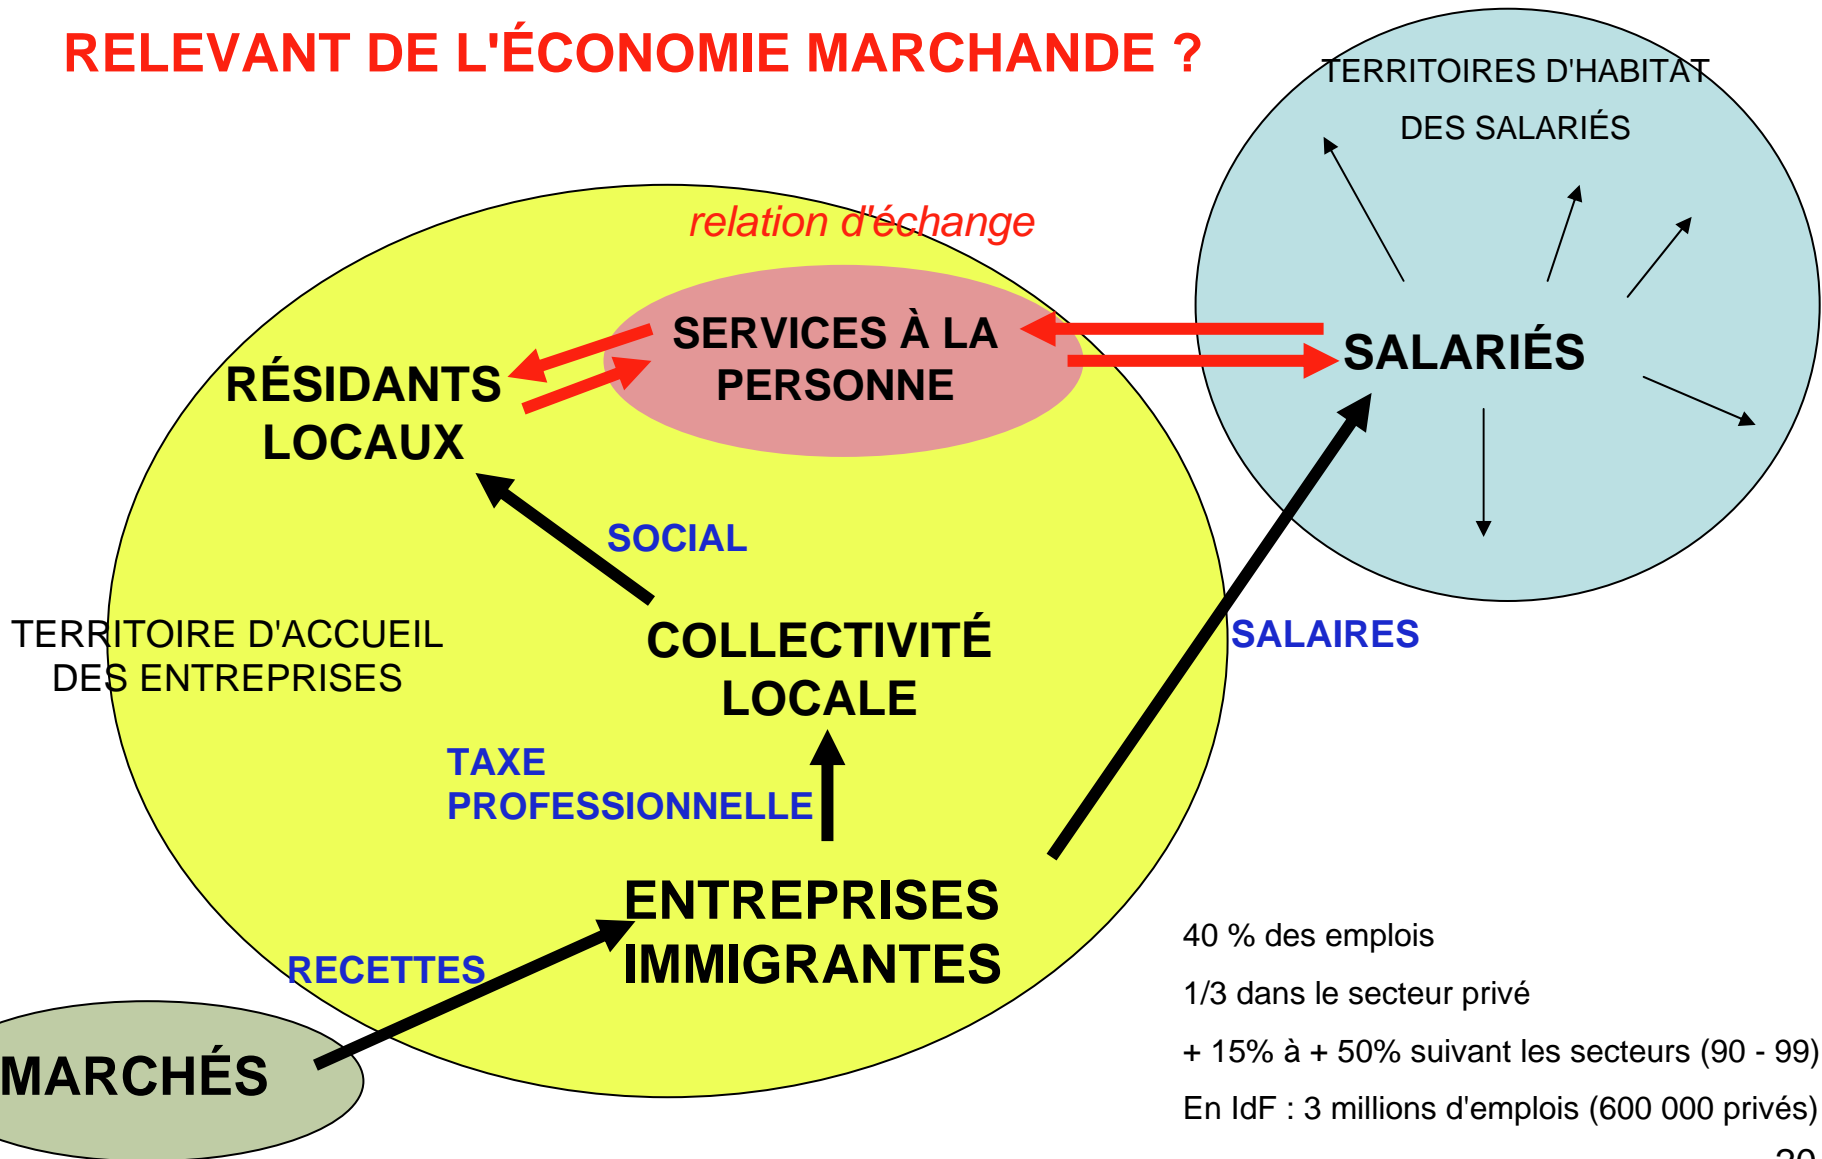 RELEVANT DE L'ÉCONOMIE MARCHANDE ?
TERRITOIRES D'HABITAT
DES SALARIÉS
relation d'échange
SERVICES À LA
PERSONNE
SALARIÉS
RÉSIDANTS
LOCAUX
SOCIAL
TERRITOIRE D'ACCUEIL
DES ENTREPRISES
COLLECTIVITÉ
LOCALE
SALAIRES
TAXE
PROFESSIONNELLE
ENTREPRISES
IMMIGRANTES
RECETTES
MARCHÉS
40 % des emplois
1/3 dans le secteur privé
+ 15% à + 50% suivant les secteurs (90 - 99)
En IdF : 3 millions d'emplois (600 000 privés)